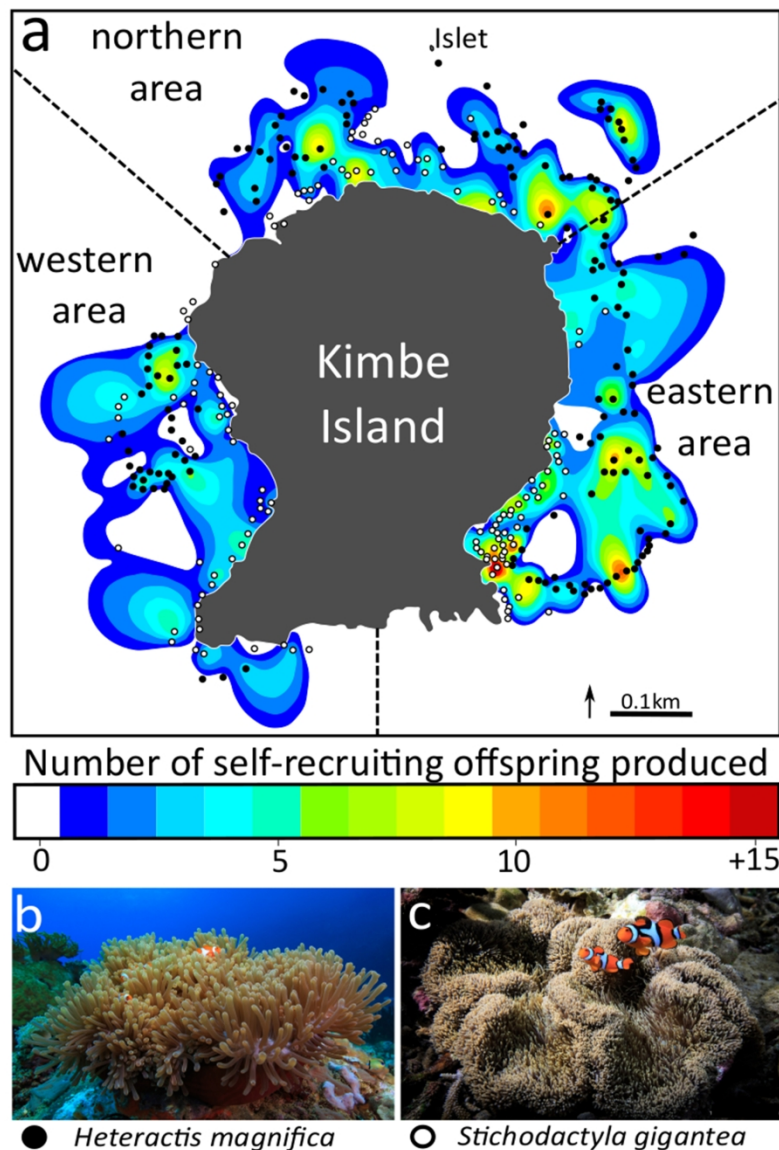 a
northern
area
Islet
western
area
Kimbe
Island
eastern
area
0.1km
Number of self-recruiting offspring produced
0 5 10 +15
b c
Heteractis magnifica Stichodactyla gigantea